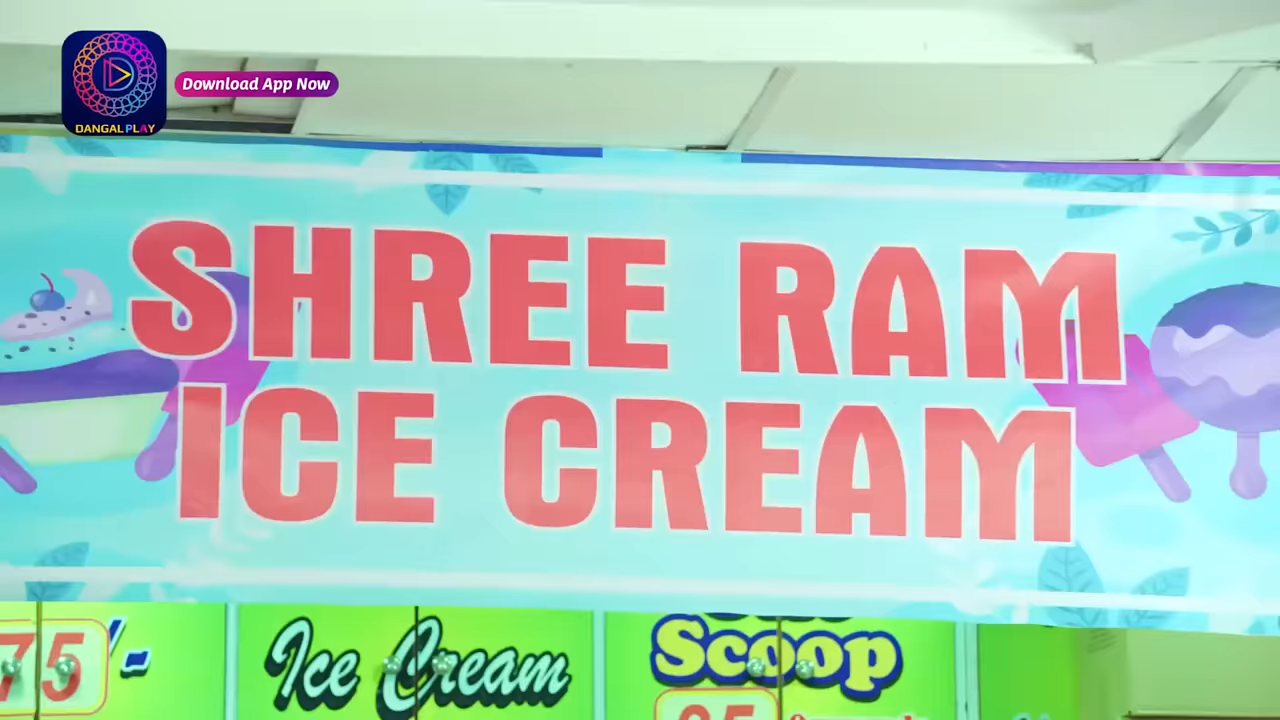 DANGAL PLAY
Download App Now
SHREE RAM
ICE CREAM
75/-
Ice Cream
Scoop